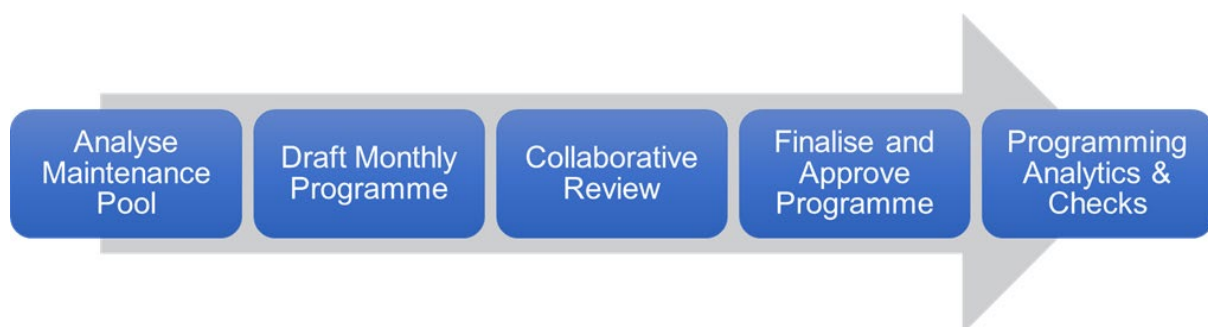 Analyse
Maintenance
Pool
Draft Monthly
Programme
Collaborative
Review
Finalise and
Approve
Programme
Programming
Analytics &
Checks